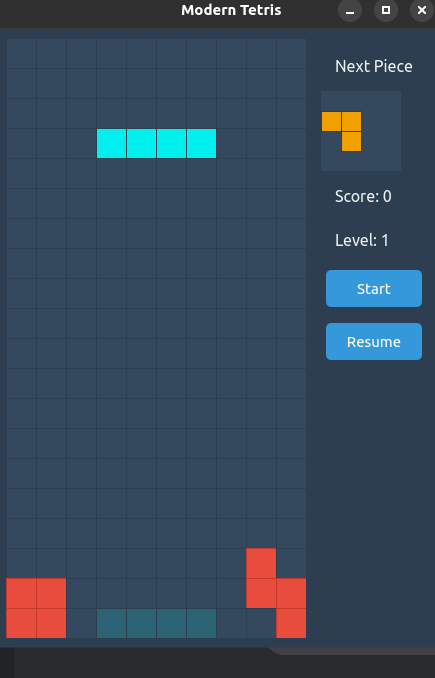 Modern Tetris
Next Piece
Score: 0
Level: 1
Start
Resume